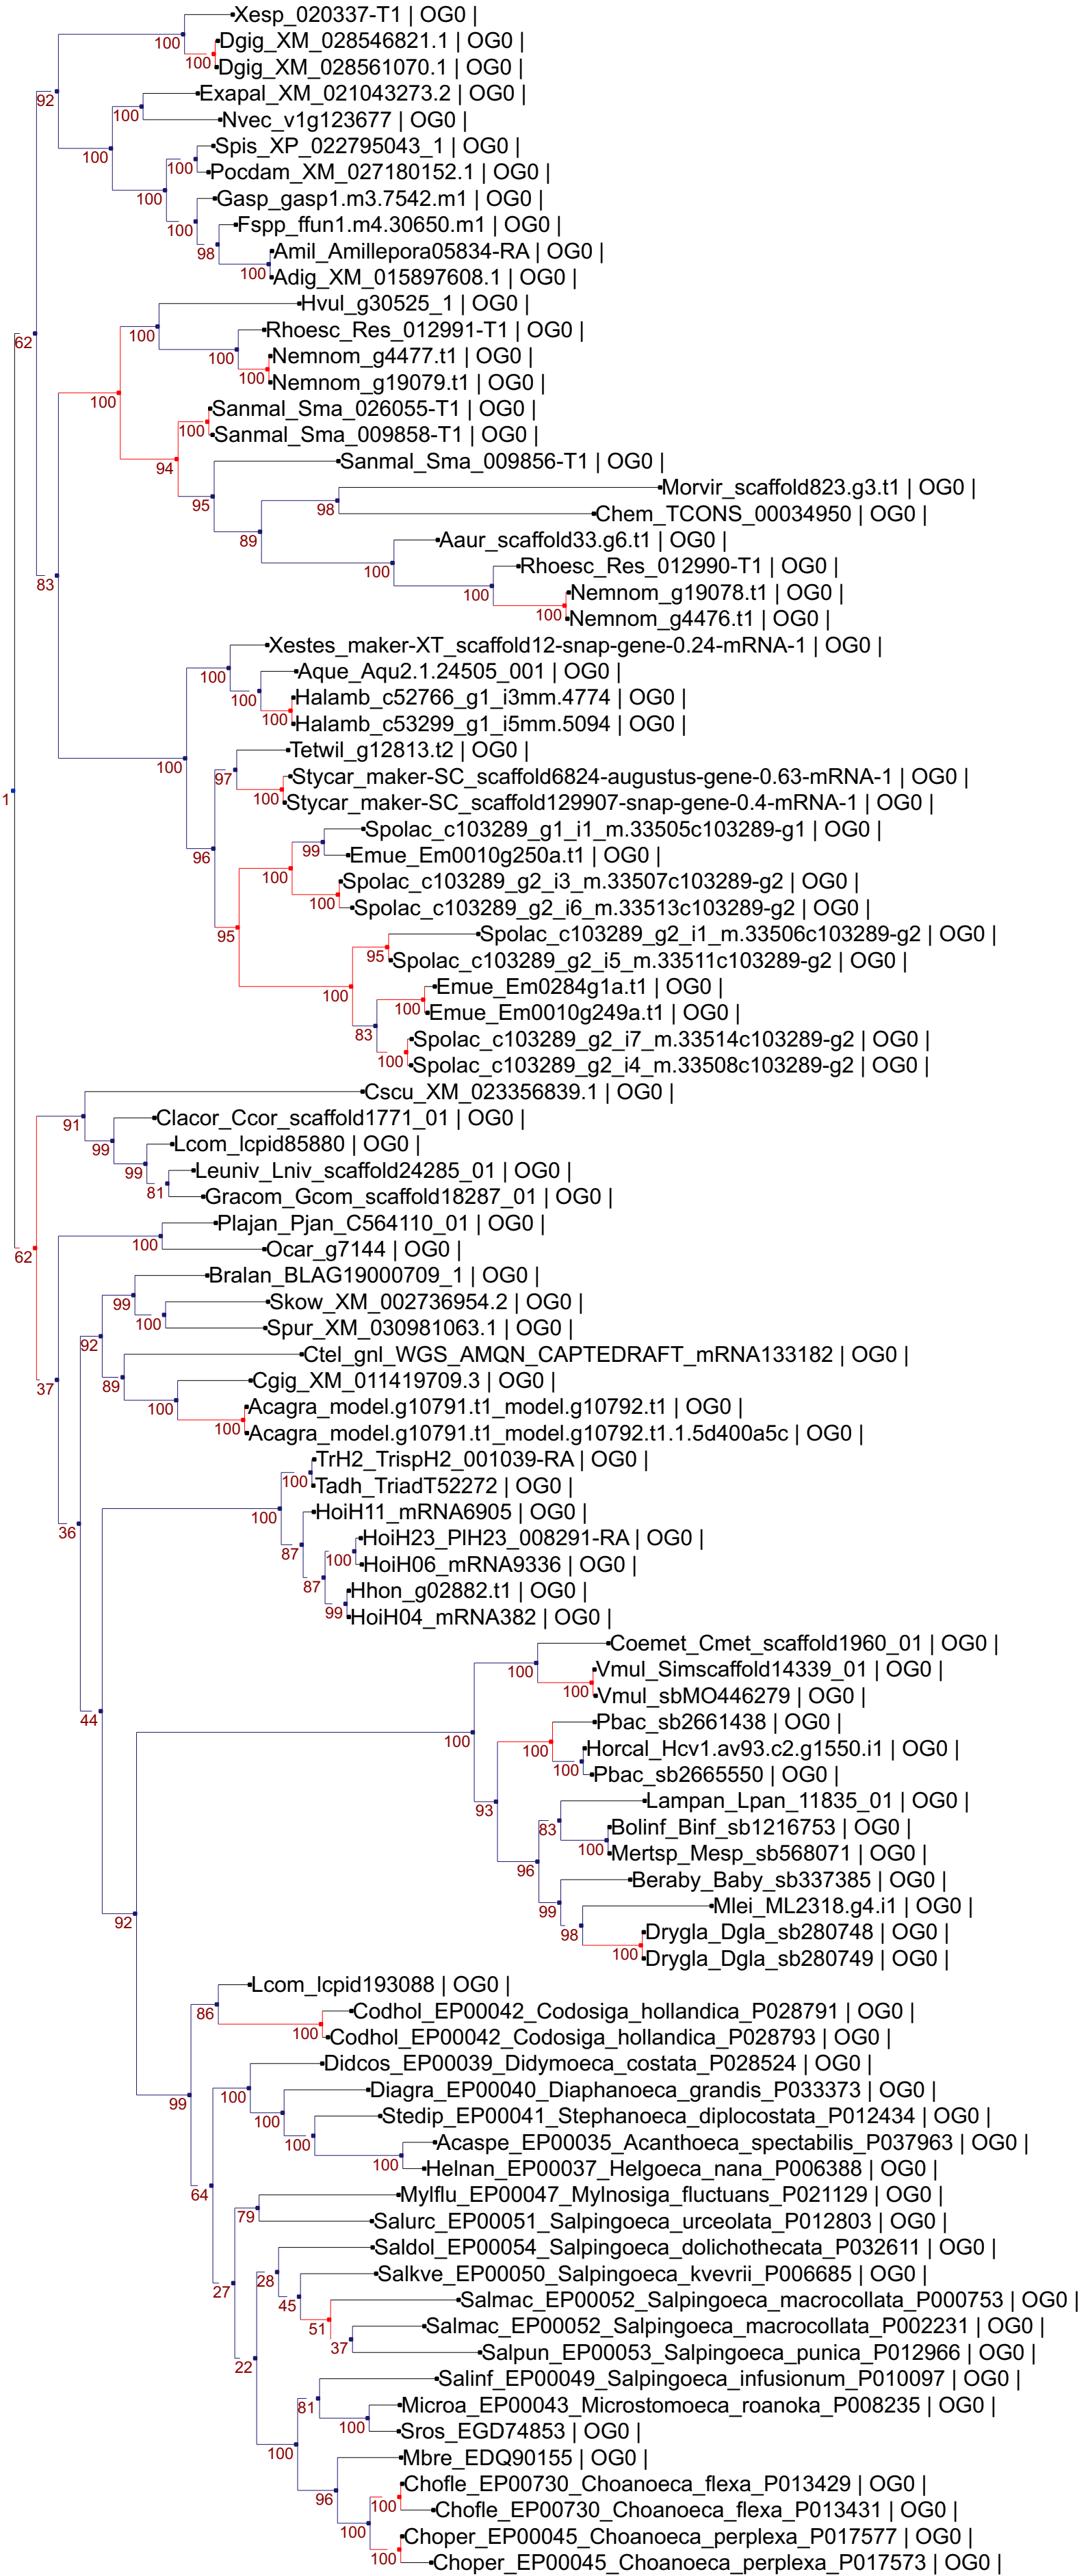 Xesp_020337-T1 | OG0 |
100
Dgig_XM_028546821.1 | OG0 |
100
Dgig_XM_028561070.1 | OG0 |
92
Exapal_XM_021043273.2 | OG0 |
100
Nvec_v1g123677 | OG0 |
100
Spis_XP_022795043_1 | OG0 |
100
Pocdam_XM_027180152.1 | OG0 |
100
Gasp_gasp1.m3.7542.m1 | OG0 |
100
Fspp_ffun1.m4.30650.m1 | OG0 |
98
Amil_Amillepora05834-RA | OG0 |
100
Adig_XM_015897608.1 | OG0 |
Hvul_g30525_1 | OG0 |
62
100
Rhoesc_Res_012991-T1 | OG0 |
100
Nemnom_g4477.t1 | OG0 |
100
Nemnom_g19079.t1 | OG0 |
100
Sanmal_Sma_026055-T1 | OG0 |
100
Sanmal_Sma_009858-T1 | OG0 |
94
Sanmal_Sma_009856-T1 | OG0 |
95
Morvir_scaffold823.g3.t1 | OG0 |
98
Chem_TCONS_00034950 | OG0 |
89
Aaur_scaffold33.g6.t1 | OG0 |
100
Rhoesc_Res_012990-T1 | OG0 |
83
100
Nemnom_g19078.t1 | OG0 |
100
Nemnom_g4476.t1 | OG0 |
Xestes_maker-XT_scaffold12-snap-gene-0.24-mRNA-1 | OG0 |
100
Aque_Aqu2.1.24505_001 | OG0 |
100
Halamb_c52766_g1_i3mm.4774 | OG0 |
100
Halamb_c53299_g1_i5mm.5094 | OG0 |
Tetwil_g12813.t2 | OG0 |
100
97
Stycar_maker-SC_scaffold6824-augustus-gene-0.63-mRNA-1 | OG0 |
100
1
Stycar_maker-SC_scaffold129907-snap-gene-0.4-mRNA-1 | OG0 |
Spolac_c103289_g1_i1_m.33505c103289-g1 | OG0 |
99
96
Emue_Em0010g250a.t1 | OG0 |
100
Spolac_c103289_g2_i3_m.33507c103289-g2 | OG0 |
100
Spolac_c103289_g2_i6_m.33513c103289-g2 | OG0 |
95
Spolac_c103289_g2_i1_m.33506c103289-g2 | OG0 |
95
Spolac_c103289_g2_i5_m.33511c103289-g2 | OG0 |
100
Emue_Em0284g1a.t1 | OG0 |
100
Emue_Em0010g249a.t1 | OG0 |
83
Spolac_c103289_g2_i7_m.33514c103289-g2 | OG0 |
100
Spolac_c103289_g2_i4_m.33508c103289-g2 | OG0 |
Cscu_XM_023356839.1 | OG0 |
91
Clacor_Ccor_scaffold1771_01 | OG0 |
99
Lcom_lcpid85880 | OG0 |
99
Leuniv_Lniv_scaffold24285_01 | OG0 |
81
Gracom_Gcom_scaffold18287_01 | OG0 |
Plajan_Pjan_C564110_01 | OG0 |
100
62
Ocar_g7144 | OG0 |
Bralan_BLAG19000709_1 | OG0 |
99
Skow_XM_002736954.2 | OG0 |
100
Spur_XM_030981063.1 | OG0 |
92
Ctel_gnl_WGS_AMQN_CAPTEDRAFT_mRNA133182 | OG0 |
89
37
Cgig_XM_011419709.3 | OG0 |
100
Acagra_model.g10791.t1_model.g10792.t1 | OG0 |
100
Acagra_model.g10791.t1_model.g10792.t1.1.5d400a5c | OG0 |
TrH2_TrispH2_001039-RA | OG0 |
100
Tadh_TriadT52272 | OG0 |
100
HoiH11_mRNA6905 | OG0 |
36
HoiH23_PlH23_008291-RA | OG0 |
87
100
HoiH06_mRNA9336 | OG0 |
87
Hhon_g02882.t1 | OG0 |
99
HoiH04_mRNA382 | OG0 |
Coemet_Cmet_scaffold1960_01 | OG0 |
100
Vmul_Simscaffold14339_01 | OG0 |
100
Vmul_sbMO446279 | OG0 |
44
Pbac_sb2661438 | OG0 |
100
100
Horcal_Hcv1.av93.c2.g1550.i1 | OG0 |
100
Pbac_sb2665550 | OG0 |
93
Lampan_Lpan_11835_01 | OG0 |
83
Bolinf_Binf_sb1216753 | OG0 |
100
Mertsp_Mesp_sb568071 | OG0 |
96
Beraby_Baby_sb337385 | OG0 |
99
Mlei_ML2318.g4.i1 | OG0 |
92
98
Drygla_Dgla_sb280748 | OG0 |
100
Drygla_Dgla_sb280749 | OG0 |
Lcom_lcpid193088 | OG0 |
86
Codhol_EP00042_Codosiga_hollandica_P028791 | OG0 |
100
Codhol_EP00042_Codosiga_hollandica_P028793 | OG0 |
Didcos_EP00039_Didymoeca_costata_P028524 | OG0 |
99
100
Diagra_EP00040_Diaphanoeca_grandis_P033373 | OG0 |
100
Stedip_EP00041_Stephanoeca_diplocostata_P012434 | OG0 |
100
Acaspe_EP00035_Acanthoeca_spectabilis_P037963 | OG0 |
100
Helnan_EP00037_Helgoeca_nana_P006388 | OG0 |
64
Mylflu_EP00047_Mylnosiga_fluctuans_P021129 | OG0 |
79
Salurc_EP00051_Salpingoeca_urceolata_P012803 | OG0 |
Saldol_EP00054_Salpingoeca_dolichothecata_P032611 | OG0 |
28
Salkve_EP00050_Salpingoeca_kvevrii_P006685 | OG0 |
27
45
Salmac_EP00052_Salpingoeca_macrocollata_P000753 | OG0 |
51
Salmac_EP00052_Salpingoeca_macrocollata_P002231 | OG0 |
37
Salpun_EP00053_Salpingoeca_punica_P012966 | OG0 |
22
Salinf_EP00049_Salpingoeca_infusionum_P010097 | OG0 |
81
Microa_EP00043_Microstomoeca_roanoka_P008235 | OG0 |
100
Sros_EGD74853 | OG0 |
100
Mbre_EDQ90155 | OG0 |
96
Chofle_EP00730_Choanoeca_flexa_P013429 | OG0 |
100
Chofle_EP00730_Choanoeca_flexa_P013431 | OG0 |
100
Choper_EP00045_Choanoeca_perplexa_P017577 | OG0 |
100
Choper_EP00045_Choanoeca_perplexa_P017573 | OG0 |